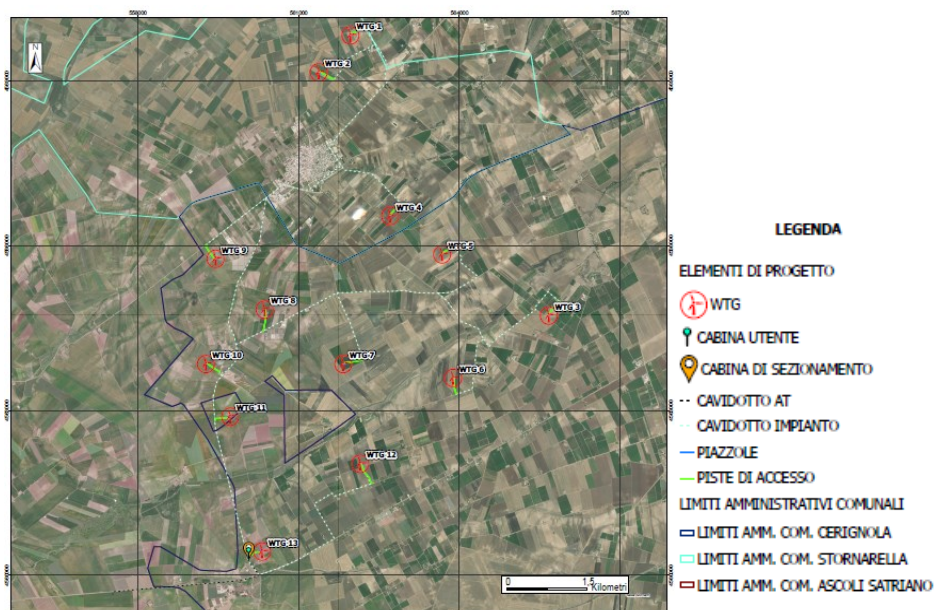 WTG 1
WTG 2
WTG 4
WTG 5
WTG 9
WTG 8
WTG 3
WTG 10
WTG 7
WTG 6
WTG 11
WTG 12
WTG 13
N
0 1,5
Kilometri
LEGENDA
ELEMENTI DI PROGETTO
WTG
CABINA UTENTE
CABINA DI SEZIONAMENTO
CAVIDOTTO AT
CAVIDOTTO IMPIANTO
PIAZZOLE
PISTE DI ACCESSO
LIMITI AMMINISTRATIVI COMUNALI
LIMITI AMM. COM. CERIGNOLA
LIMITI AMM. COM. STORNARELLA
LIMITI AMM. COM. ASCOLI SATRIANO